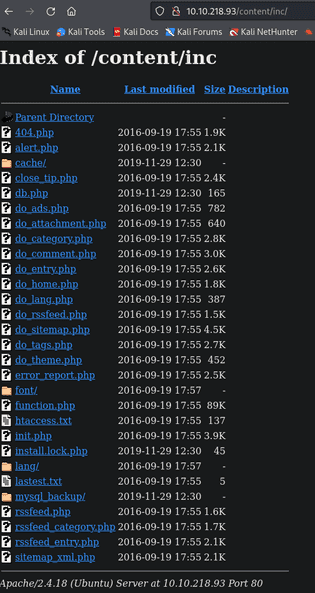 10.10.218.93/content/inc/
Kali Linux Kali Tools Kali Docs Kali Forums Kali NetHunter
Index of /content/inc
Name Last modified Size Description
Parent Directory -
404.php 2016-09-19 17:55 1.9K
alert.php 2016-09-19 17:55 2.1K
cache/ 2019-11-29 12:30 -
close_tip.php 2016-09-19 17:55 2.4K
db.php 2019-11-29 12:30 165
do_ads.php 2016-09-19 17:55 782
do_attachment.php 2016-09-19 17:55 640
do_category.php 2016-09-19 17:55 2.8K
do_comment.php 2016-09-19 17:55 3.0K
do_entry.php 2016-09-19 17:55 2.6K
do_home.php 2016-09-19 17:55 1.8K
do_lang.php 2016-09-19 17:55 387
do_rssfeed.php 2016-09-19 17:55 1.5K
do_sitemap.php 2016-09-19 17:55 4.5K
do_tags.php 2016-09-19 17:55 2.7K
do_theme.php 2016-09-19 17:55 452
error_report.php 2016-09-19 17:55 2.5K
font/ 2016-09-19 17:57 -
function.php 2016-09-19 17:55 89K
htaccess.txt 2016-09-19 17:55 137
init.php 2016-09-19 17:55 3.9K
install.lock.php 2019-11-29 12:30 45
lang/ 2016-09-19 17:57 -
lastest.txt 2016-09-19 17:55 5
mysql_backup/ 2019-11-29 12:30 -
rssfeed.php 2016-09-19 17:55 1.6K
rssfeed_category.php 2016-09-19 17:55 1.7K
rssfeed_entry.php 2016-09-19 17:55 2.1K
sitemap_xml.php 2016-09-19 17:55 2.1K
Apache/2.4.18 (Ubuntu) Server at 10.10.218.93 Port 80